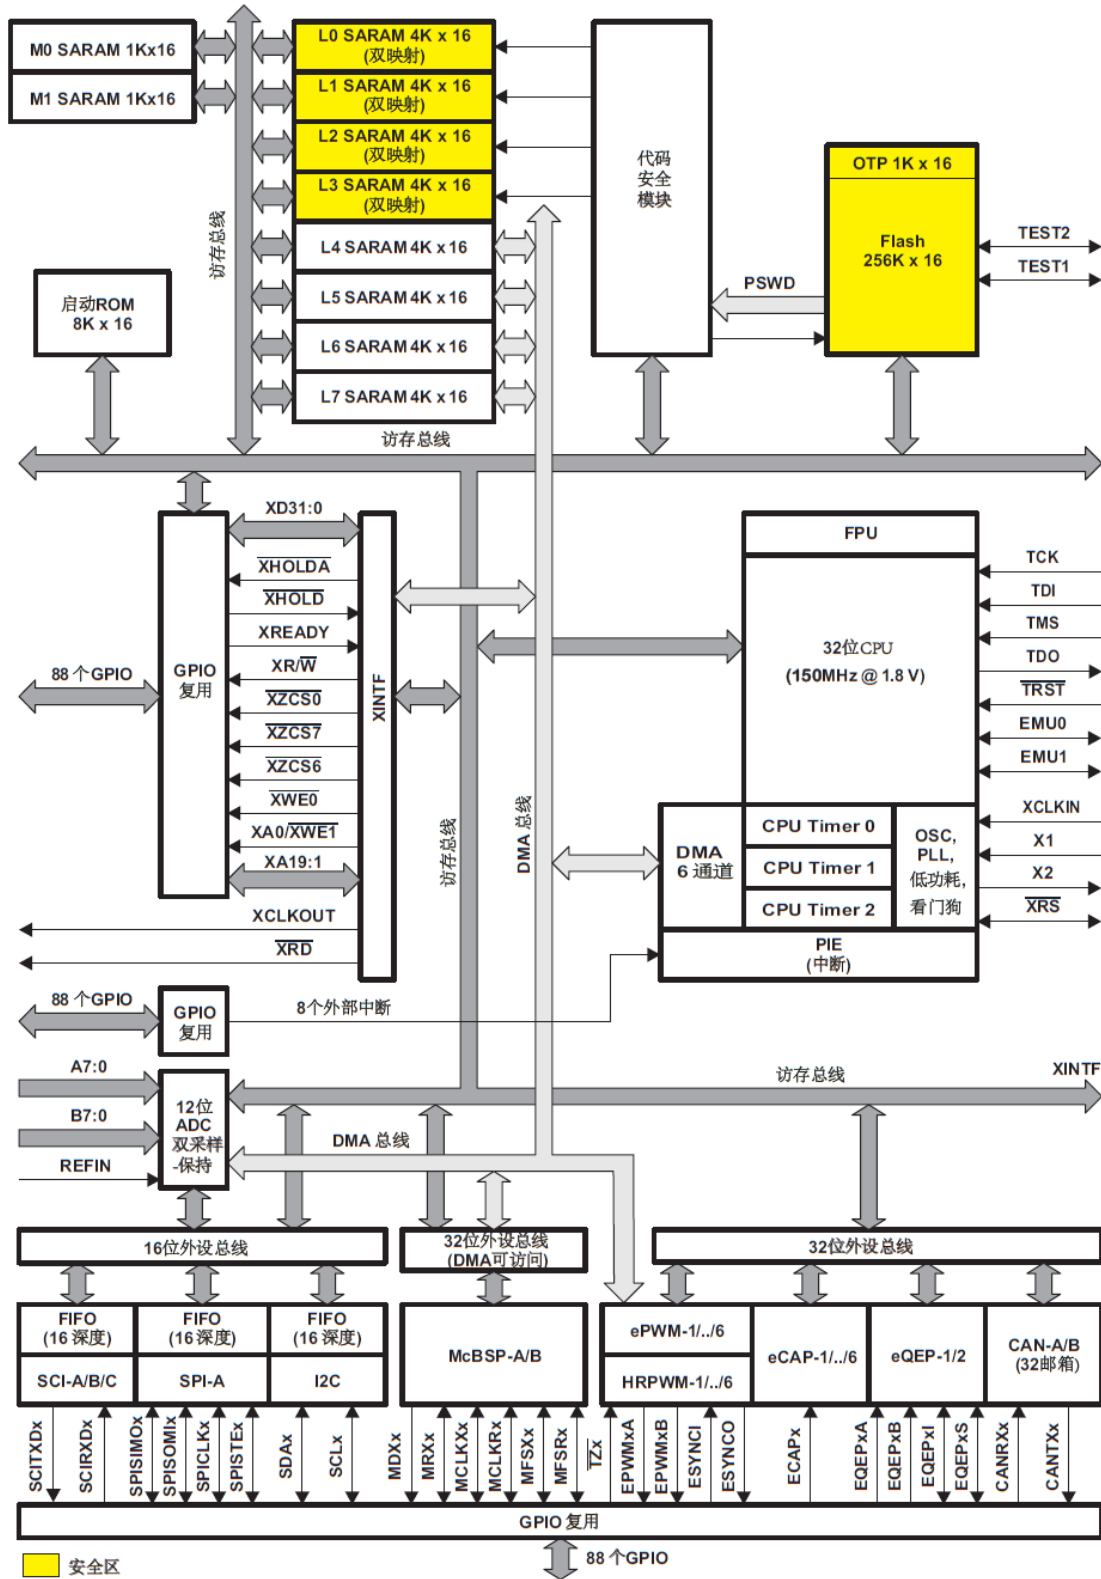 M0 SARAM 1Kx16
M1 SARAM 1Kx16
L0 SARAM 4K x 16
(双映射)
L1 SARAM 4K x 16
(双映射)
L2 SARAM 4K x 16
(双映射)
L3 SARAM 4K x 16
(双映射)
L4 SARAM 4K x 16
L5 SARAM 4K x 16
L6 SARAM 4K x 16
L7 SARAM 4K x 16
访存总线
代码
安全
模块
OTP 1K x 16
Flash
256K x 16
TEST2
TEST1
PSWD
启动ROM
8K x 16
访存总线
GPIO
复用
88 个GPIO
XD31:0
XHOLDA
XHOLD
XREADY
XR/W
XZCS0
XZCS7
XZCS6
XWE0
XA0/XWE1
XA19:1
XCLKOUT
XRD
XINTF
访存总线
DMA 总线
FPU
32位CPU
(150MHz @ 1.8 V)
TCK
TDI
TMS
TDO
TRST
EMU0
EMU1
XCLKIN
X1
X2
XRS
DMA
6 通道
CPU Timer 0
CPU Timer 1
CPU Timer 2
OSC,
PLL,
低功耗,
看门狗
PIE
(中断)
88 个GPIO
GPIO
复用
8个外部中断
A7:0
B7:0
REFIN
12位
ADC
双采样
-保持
访存总线
XINTF
DMA 总线
16位外设总线
32位外设总线
(DMA可访问)
32位外设总线
FIFO
(16 深度)
FIFO
(16 深度)
FIFO
(16 深度)
SCI-A/B/C
SPI-A
I2C
McBSP-A/B
ePWM-1/../6
HRPWM-1/../6
eCAP-1/../6
eQEP-1/2
CAN-A/B
(32邮箱)
SCITXDx
SCIRXDx
SPISIMOx
SPISOMIx
SPICLKx
SPISTEx
SDAx
SCLx
MDXx
MRXx
MCLKXx
MCLKRx
MFSXx
MFSRx
TZx
EPWMxA
EPWMxB
ESYNCI
ESYNCO
ECAPx
EQEPxA
EQEPxB
EQEPxI
EQEPxS
CANRXx
CANTXx
GPIO 复用
88 个GPIO
安全区